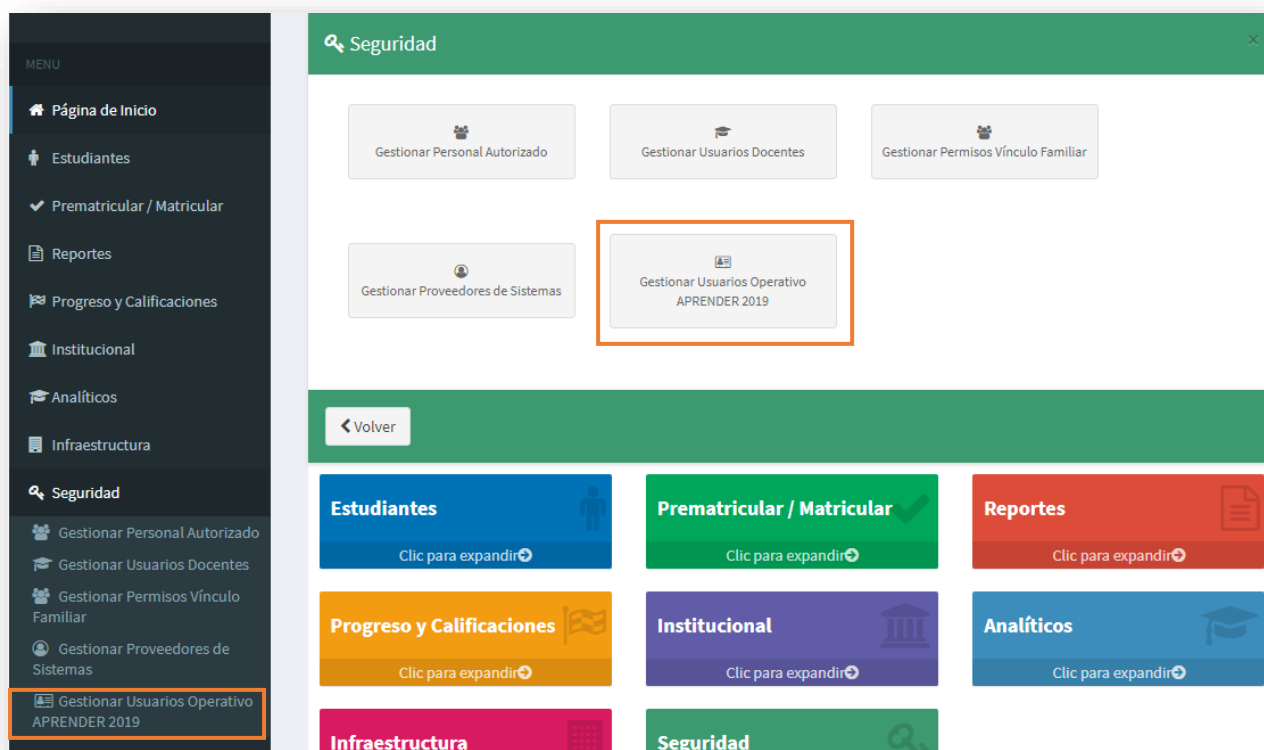 MENU
Página de Inicio
Estudiantes
Prematricular / Matricular
Reportes
Progreso y Calificaciones
Institucional
Analíticos
Infraestructura
Seguridad
Gestionar Personal Autorizado
Gestionar Usuarios Docentes
Gestionar Permisos Vínculo
Familiar
Gestionar Proveedores de
Sistemas
Gestionar Usuarios Operativo
APRENDER 2019
Seguridad
×
Gestionar Personal Autorizado
Gestionar Usuarios Docentes
Gestionar Permisos Vínculo Familiar
Gestionar Proveedores de Sistemas
Gestionar Usuarios Operativo
APRENDER 2019
Volver
Estudiantes
Clic para expandir
Prematricular / Matricular
Clic para expandir
Reportes
Clic para expandir
Progreso y Calificaciones
Clic para expandir
Institucional
Clic para expandir
Analíticos
Clic para expandir
Infraestructura
Seguridad